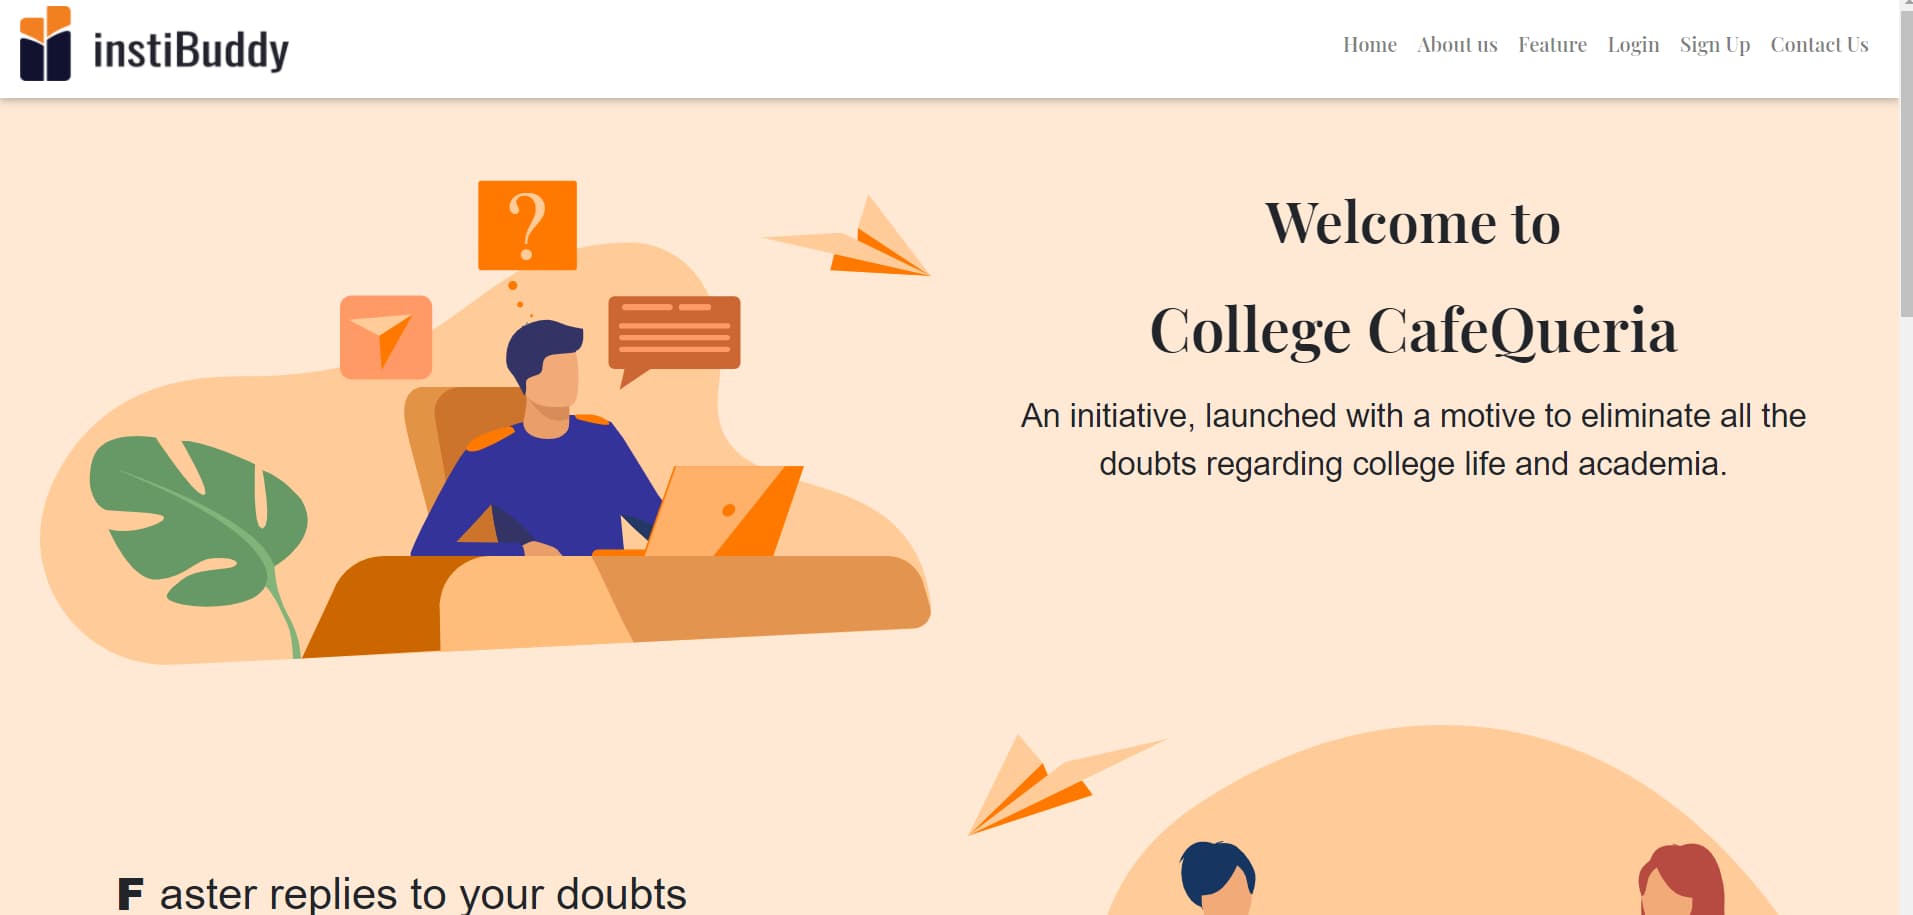 instiBuddy
Home About us Feature Login Sign Up Contact Us
?
Welcome to
College CafeQueria
An initiative, launched with a motive to eliminate all the
doubts regarding college life and academia.
F aster replies to your doubts